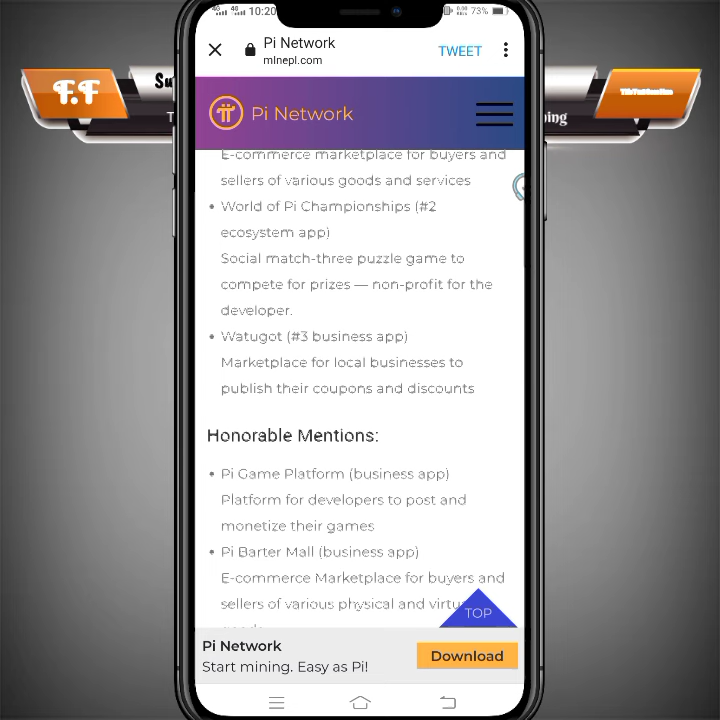 10:20
73%
Pi Network
mlnepl.com
TWEET
F.F
Pi Network
E-commerce marketplace for buyers and
sellers of various goods and services
• World of Pi Championships (#2
ecosystem app)
Social match-three puzzle game to
compete for prizes — non-profit for the
developer.
• Watugot (#3 business app)
Marketplace for local businesses to
publish their coupons and discounts
Honorable Mentions:
• Pi Game Platform (business app)
Platform for developers to post and
monetize their games
• Pi Barter Mall (business app)
E-commerce Marketplace for buyers and
sellers of various physical and virtu
TOP
Pi Network
Start mining. Easy as Pi!
Download